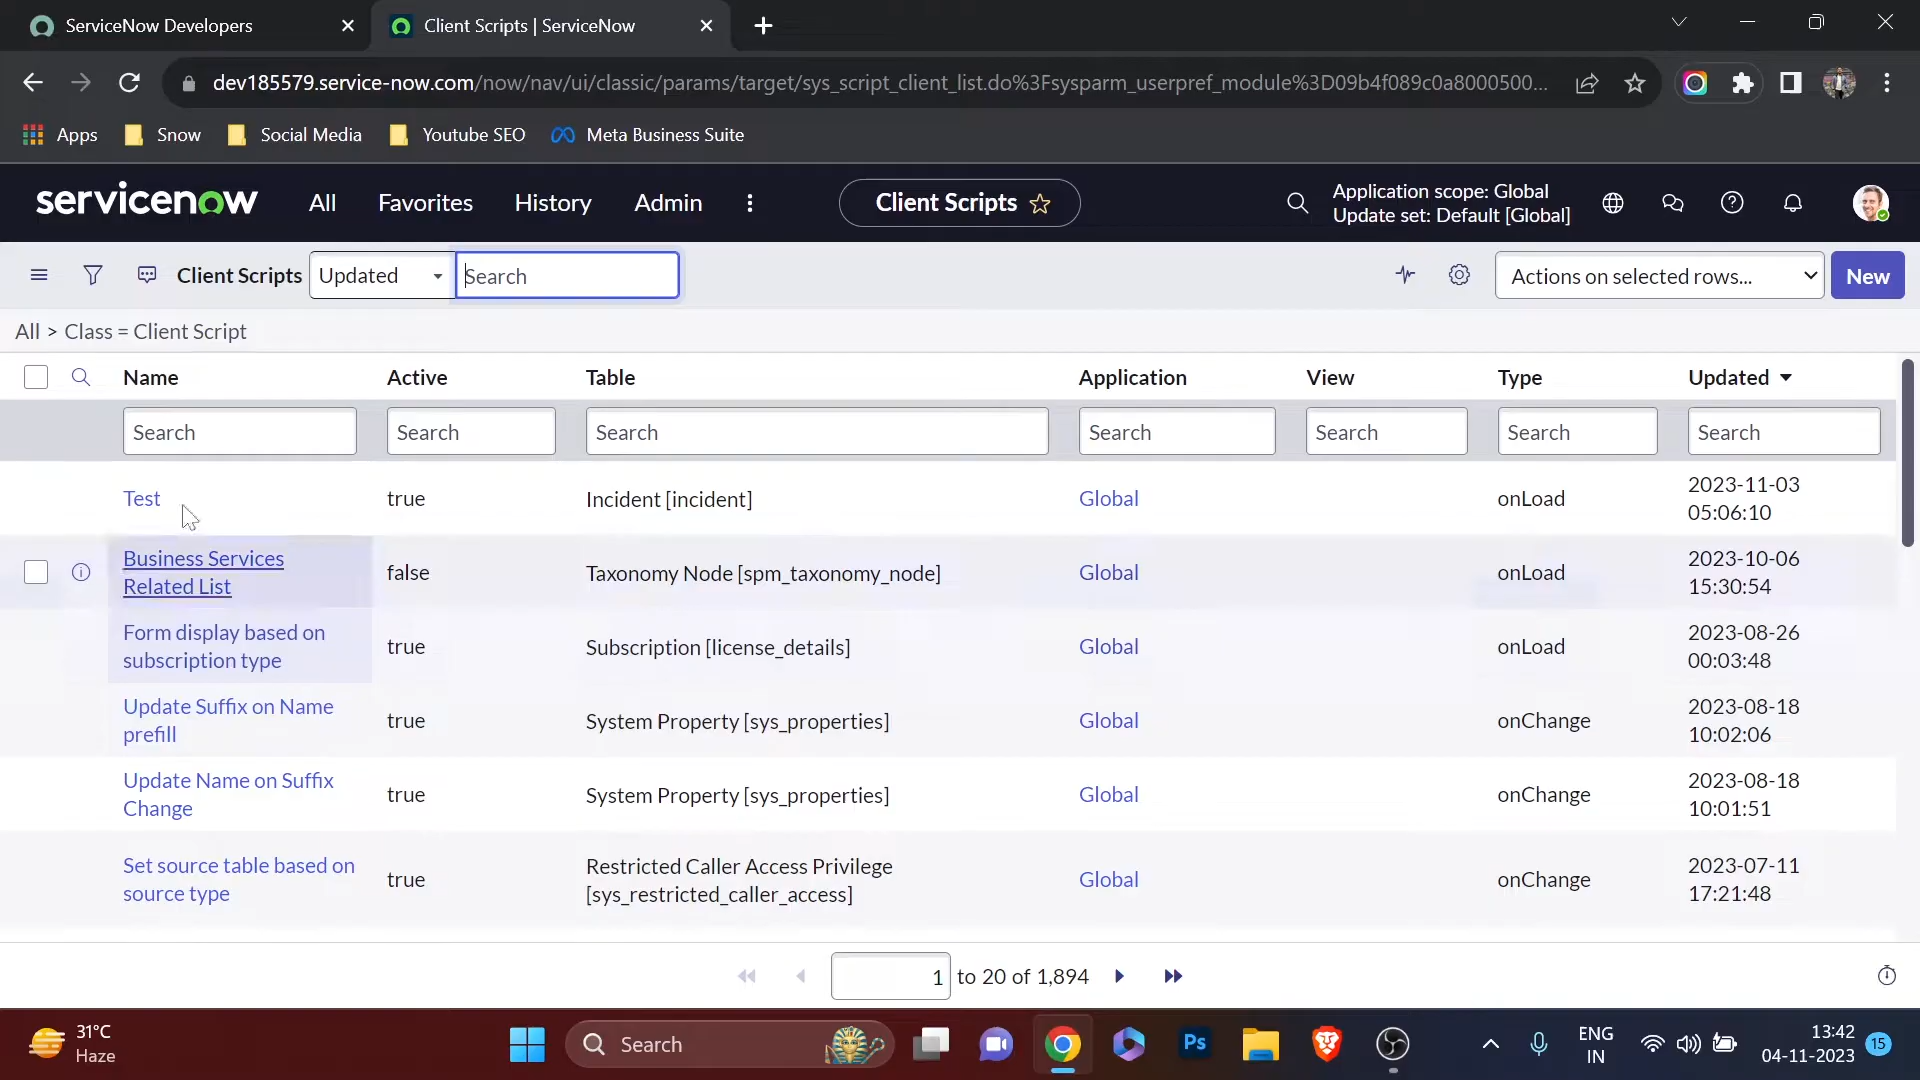 ServiceNow Developers
Client Scripts | ServiceNow
dev185579.service-now.com/now/nav/ui/classic/params/target/sys_script_client_list.do%3Fsysparm_userpref_module%3D09b4f089c0a8000500...
Apps
Snow
Social Media
Youtube SEO
Meta Business Suite
servicenow
All
Favorites
History
Admin
Client Scripts
Application scope: Global
Update set: Default [Global]
Client Scripts
Updated
Search
Actions on selected rows...
New
All > Class = Client Script
Name Active Table Application View Type Updated
Search Search Search Search Search Search Search
Test true Incident [incident] Global onLoad 2023-11-03
05:06:10
Business Services
Related List
false Taxonomy Node [spm_taxonomy_node] Global onLoad 2023-10-06
15:30:54
Form display based on
subscription type
true Subscription [license_details] Global onLoad 2023-08-26
00:03:48
Update Suffix on Name
prefill
true System Property [sys_properties] Global onChange 2023-08-18
10:02:06
Update Name on Suffix
Change
true System Property [sys_properties] Global onChange 2023-08-18
10:01:51
Set source table based on
source type
true Restricted Caller Access Privilege
[sys_restricted_caller_access]
Global onChange 2023-07-11
17:21:48
1 to 20 of 1,894
31°C
Haze
Search
Ps
ENG
IN
13:42
04-11-2023
15